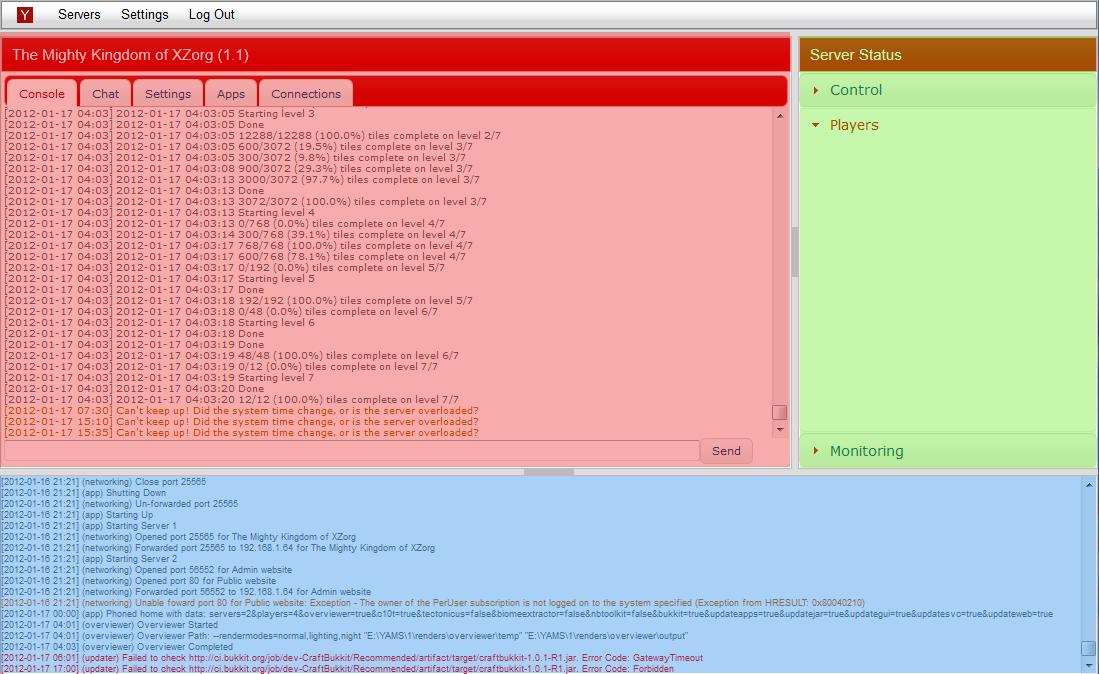 Y Servers Settings Log Out
The Mighty Kingdom of XZorg (1.1)
Console Chat Settings Apps Connections
[2012-01-17 04:03] 2012-01-17 04:03:05 Starting level 3
[2012-01-17 04:03] 2012-01-17 04:03:05 Done
[2012-01-17 04:03] 2012-01-17 04:03:05 12288/12288 (100.0%) tiles complete on level 2/7
[2012-01-17 04:03] 2012-01-17 04:03:05 600/3072 (19.5%) tiles complete on level 3/7
[2012-01-17 04:03] 2012-01-17 04:03:05 300/3072 (9.8%) tiles complete on level 3/7
[2012-01-17 04:03] 2012-01-17 04:03:08 900/3072 (29.3%) tiles complete on level 3/7
[2012-01-17 04:03] 2012-01-17 04:03:13 3000/3072 (97.7%) tiles complete on level 3/7
[2012-01-17 04:03] 2012-01-17 04:03:13 Done
[2012-01-17 04:03] 2012-01-17 04:03:13 3072/3072 (100.0%) tiles complete on level 3/7
[2012-01-17 04:03] 2012-01-17 04:03:13 Starting level 4
[2012-01-17 04:03] 2012-01-17 04:03:13 0/768 (0.0%) tiles complete on level 4/7
[2012-01-17 04:03] 2012-01-17 04:03:14 300/768 (39.1%) tiles complete on level 4/7
[2012-01-17 04:03] 2012-01-17 04:03:17 768/768 (100.0%) tiles complete on level 4/7
[2012-01-17 04:03] 2012-01-17 04:03:17 600/768 (78.1%) tiles complete on level 4/7
[2012-01-17 04:03] 2012-01-17 04:03:17 0/192 (0.0%) tiles complete on level 5/7
[2012-01-17 04:03] 2012-01-17 04:03:17 Starting level 5
[2012-01-17 04:03] 2012-01-17 04:03:17 Done
[2012-01-17 04:03] 2012-01-17 04:03:18 192/192 (100.0%) tiles complete on level 5/7
[2012-01-17 04:03] 2012-01-17 04:03:18 0/48 (0.0%) tiles complete on level 6/7
[2012-01-17 04:03] 2012-01-17 04:03:18 Starting level 6
[2012-01-17 04:03] 2012-01-17 04:03:18 Done
[2012-01-17 04:03] 2012-01-17 04:03:19 Done
[2012-01-17 04:03] 2012-01-17 04:03:19 48/48 (100.0%) tiles complete on level 6/7
[2012-01-17 04:03] 2012-01-17 04:03:19 0/12 (0.0%) tiles complete on level 7/7
[2012-01-17 04:03] 2012-01-17 04:03:19 Starting level 7
[2012-01-17 04:03] 2012-01-17 04:03:20 Done
[2012-01-17 04:03] 2012-01-17 04:03:20 12/12 (100.0%) tiles complete on level 7/7
[2012-01-17 07:30] Can't keep up! Did the system time change, or is the server overloaded?
[2012-01-17 15:10] Can't keep up! Did the system time change, or is the server overloaded?
[2012-01-17 15:35] Can't keep up! Did the system time change, or is the server overloaded?
Send
Server Status
Control
Players
Monitoring
[2012-01-16 21:21] (networking) Close port 25565
[2012-01-16 21:21] (app) Shutting Down
[2012-01-16 21:21] (networking) Un-forwarded port 25565
[2012-01-16 21:21] (app) Starting Up
[2012-01-16 21:21] (app) Starting Server 1
[2012-01-16 21:21] (networking) Opened port 25565 for The Mighty Kingdom of XZorg
[2012-01-16 21:21] (networking) Forwarded port 25565 to 192.168.1.64 for The Mighty Kingdom of XZorg
[2012-01-16 21:21] (app) Starting Server 2
[2012-01-16 21:21] (networking) Opened port 56552 for Admin website
[2012-01-16 21:21] (networking) Opened port 80 for Public website
[2012-01-16 21:21] (networking) Forwarded port 56552 to 192.168.1.64 for Admin website
[2012-01-16 21:21] (networking) Unable foward port 80 for Public website: Exception - The owner of the PerUser subscription is not logged on to the system specified (Exception from HRESULT: 0x80040210)
[2012-01-17 00:00] (app) Phoned home with data: servers=2&players=4&overviewer=true&c10t=true&tectonicus=false&biomeextractor=false&nbtoolkit=false&bukkit=true&updateapps=true&updatejar=true&updategui=true&updatesvc=true&updateweb=true
[2012-01-17 04:01] (overviewer) Overviewer Started
[2012-01-17 04:01] (overviewer) Overviewer Path: --rendermodes=normal,lighting,night "E:\YAMS\1\renders\overviewer\temp" "E:\YAMS\1\renders\overviewer\output"
[2012-01-17 04:03] (overviewer) Overviewer Completed
[2012-01-17 06:01] (updater) Failed to check http://ci.bukkit.org/job/dev-CraftBukkit/Recommended/artifact/target/craftbukkit-1.0.1-R1.jar. Error Code: GatewayTimeout
[2012-01-17 17:00] (updater) Failed to check http://ci.bukkit.org/job/dev-CraftBukkit/Recommended/artifact/target/craftbukkit-1.0.1-R1.jar. Error Code: Forbidden